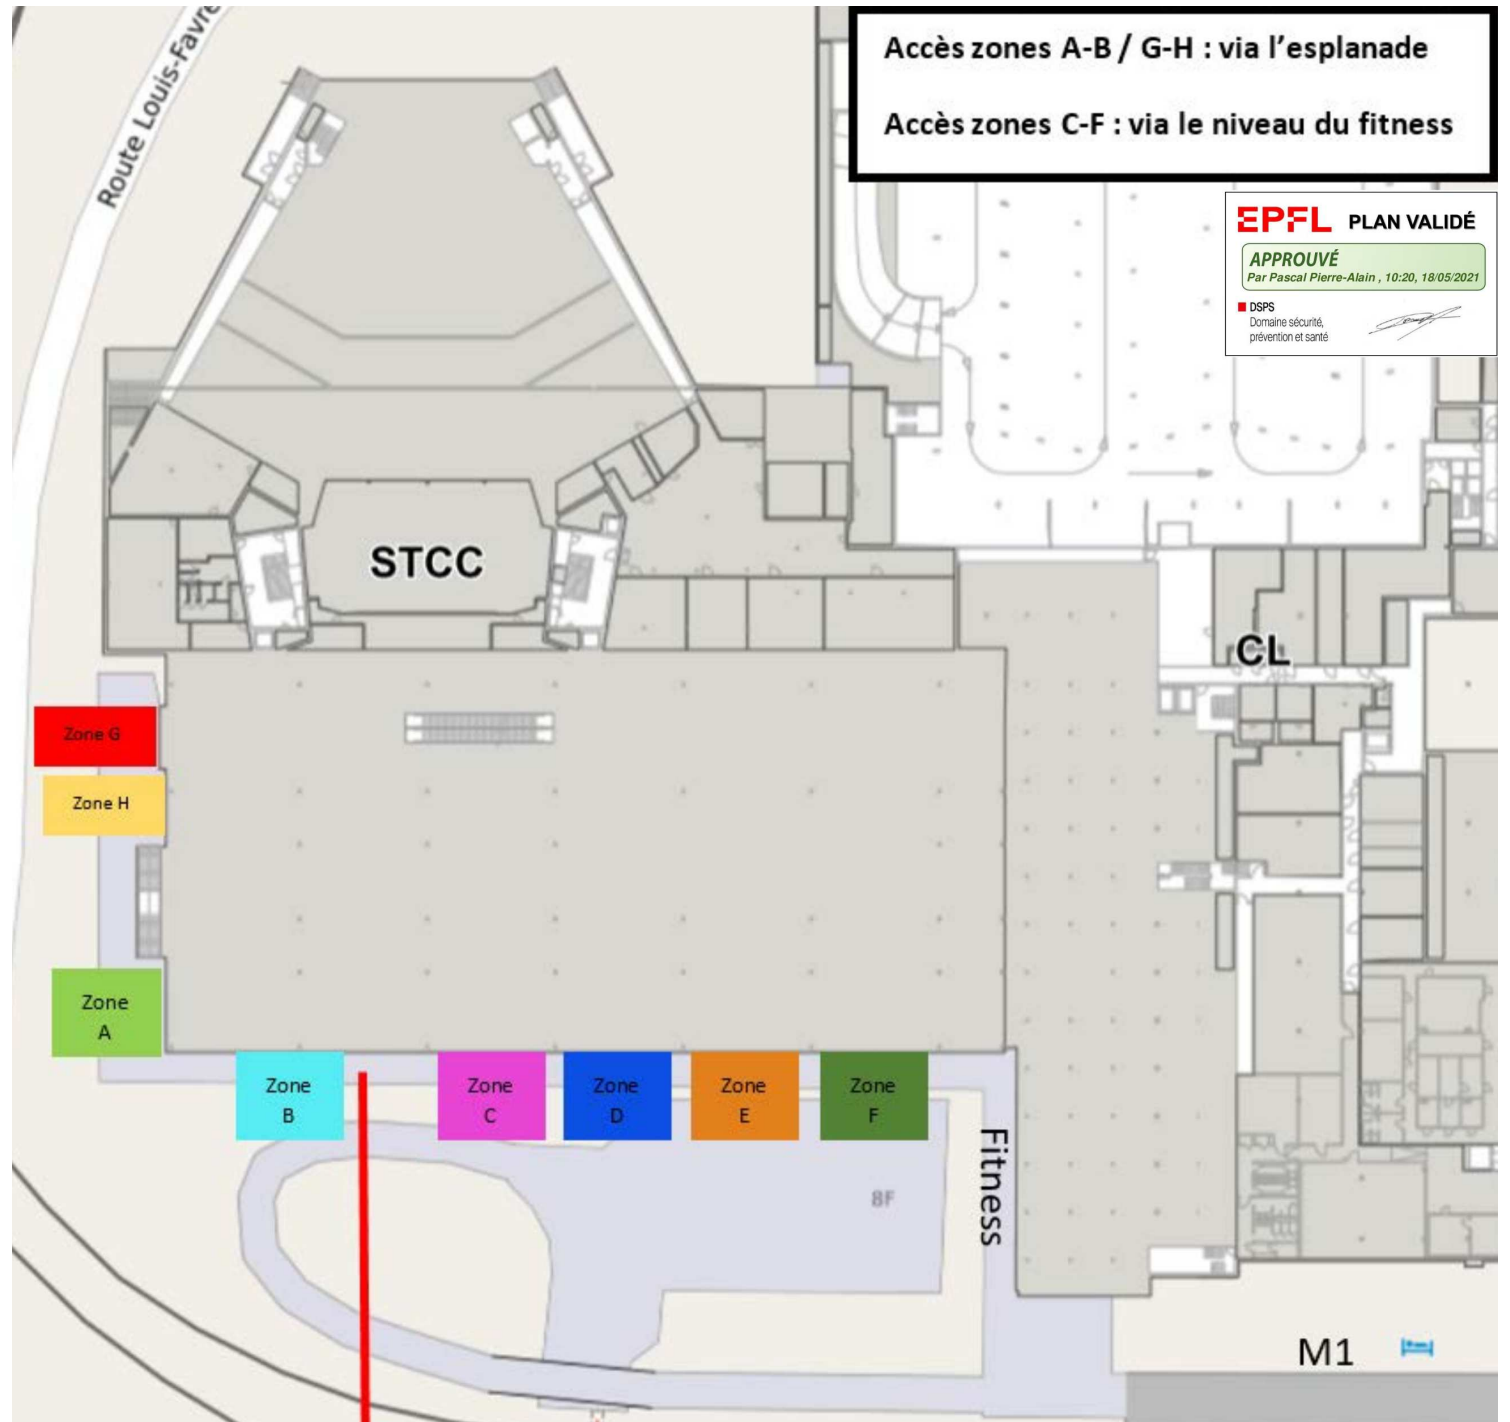 Accès zones A-B / G-H : via l'esplanade
Accès zones C-F : via le niveau du fitness
Route Louis-Favre
EPFL PLAN VALIDÉ
APPROUVÉ
Par Pascal Pierre-Alain , 10:20, 18/05/2021
DSPS
Domaine sécurité,
prévention et santé
STCC
CL
Zone G
Zone H
Zone
A
Zone
B
Zone
C
Zone
D
Zone
E
Zone
F
8F
Fitness
M1